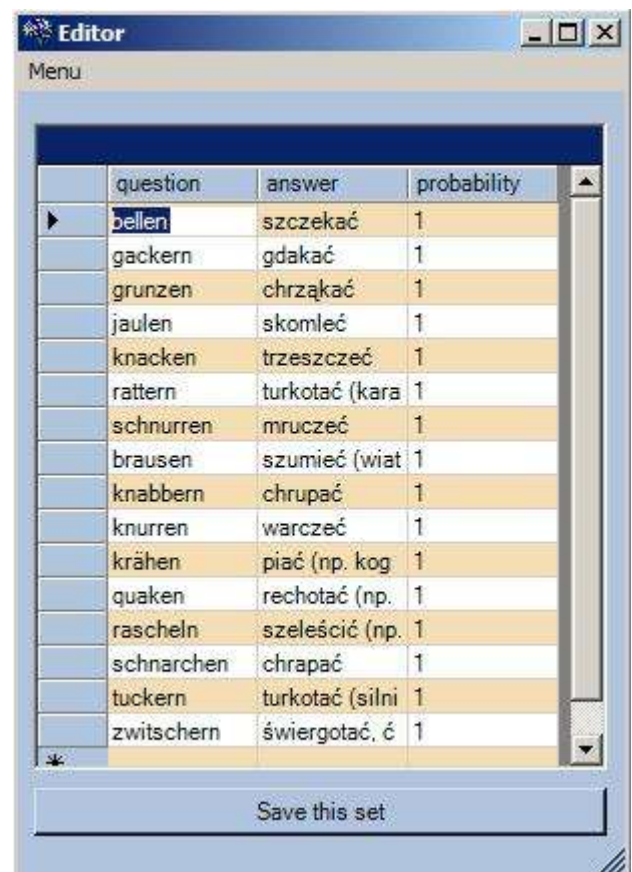 Editor
Menu
question answer probability
bellen szczekać 1
gackern gdakać 1
grunzen chrząkać 1
jaulen skomleć 1
knacken trzeszczeć 1
rattern turkotać (kara 1
schnurren mruczeć 1
brausen szumieć (wiat 1
knabbern chrupać 1
knurren warczeć 1
krähen piać (np. kog 1
quaken rechotać (np. 1
rascheln szeleścić (np. 1
schnarchen chrapać 1
tuckern turkotać (silni 1
zwitschern świergotać, ć 1
Save this set